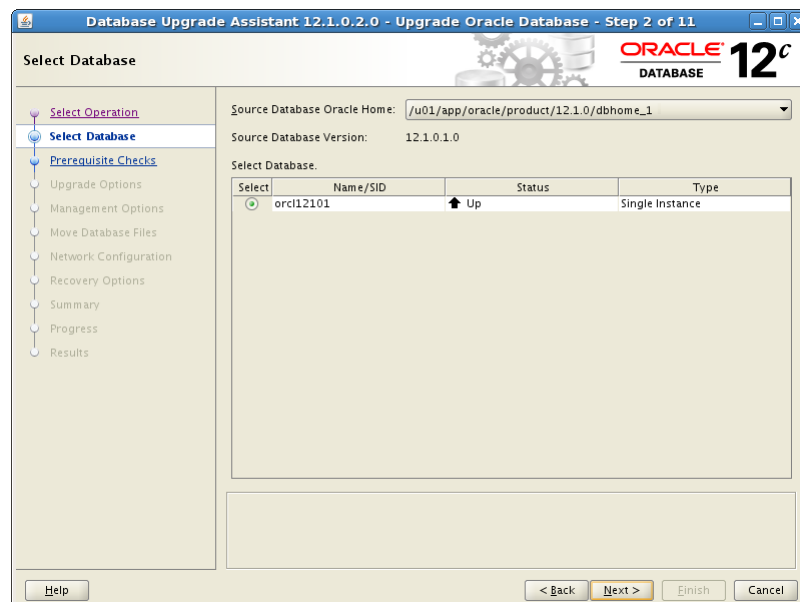 Database Upgrade Assistant 12.1.0.2.0 - Upgrade Oracle Database - Step 2 of 11
Select Database
ORACLE
DATABASE
12c
Select Operation
Select Database
Prerequisite Checks
Upgrade Options
Management Options
Move Database Files
Network Configuration
Recovery Options
Summary
Progress
Results
Source Database Oracle Home: /u01/app/oracle/product/12.1.0/dbhome_1
Source Database Version: 12.1.0.1.0
Select Database.
Select Name/SID Status Type
orcl12101 Up Single Instance
Help < Back Next > Finish Cancel